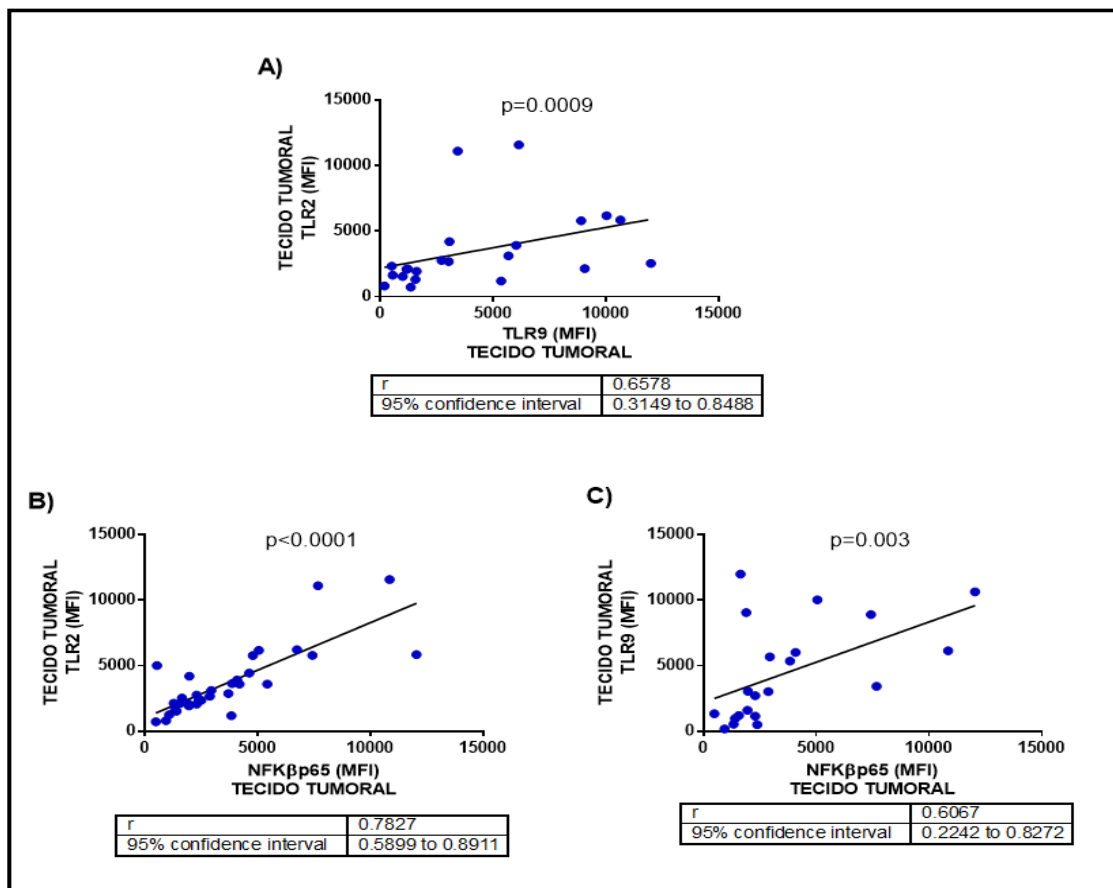 A)
p=0.0009
TECIDO TUMORAL
TLR2 (MFI)
15000
10000
5000
0
0 5000 10000 15000
TLR9 (MFI)
TECIDO TUMORAL
r 0.6578
95% confidence interval 0.3149 to 0.8488
B)
p<0.0001
TECIDO TUMORAL
TLR2 (MFI)
15000
10000
5000
0
0 5000 10000 15000
NFKβp65 (MFI)
TECIDO TUMORAL
r 0.7827
95% confidence interval 0.5899 to 0.8911
C)
p=0.003
TECIDO TUMORAL
TLR9 (MFI)
15000
10000
5000
0
0 5000 10000 15000
NFKβp65 (MFI)
TECIDO TUMORAL
r 0.6067
95% confidence interval 0.2242 to 0.8272